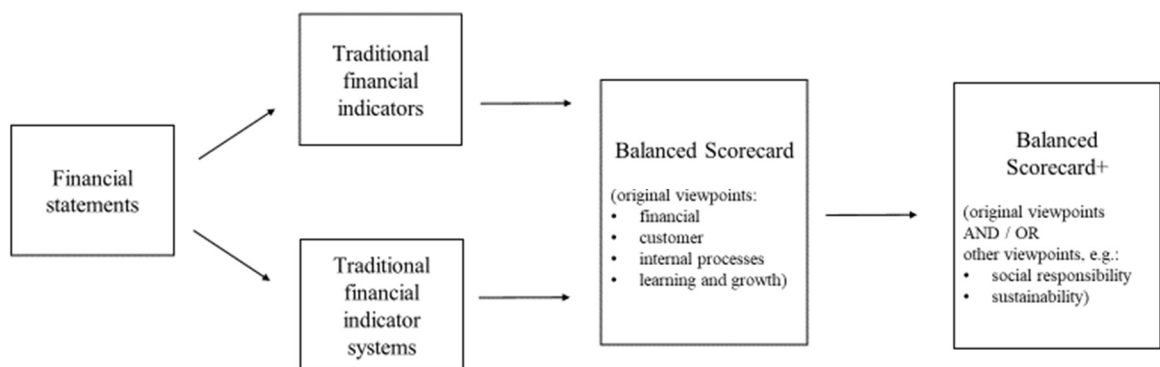 Financial
statements
Traditional
financial
indicators
Traditional
financial
indicator
systems
Balanced Scorecard
(original viewpoints:
• financial
• customer
• internal processes
• learning and growth)
Balanced
Scorecard+
(original viewpoints
AND / OR
other viewpoints, e.g.:
• social responsibility
• sustainability)